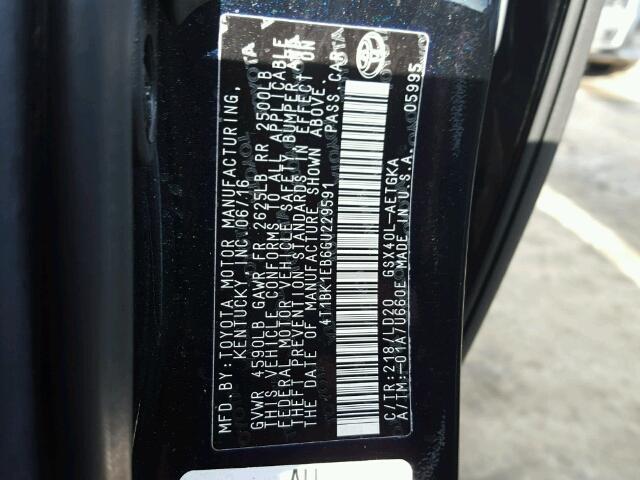 MFD.BY:TOYOTA MOTOR MANUFACTURING,
KENTUCKY, INC. 06/16
GVWR 4590LB GAWR FR 2625LB RR 2500LB
THIS VEHICLE CONFORMS TO ALL APPLICABLE
FEDERAL MOTOR VEHICLE SAFETY, BUMPER, AND
THEFT PREVENTION STANDARDS IN EFFECT ON
THE DATE OF MANUFACTURE SHOWN ABOVE.
4T1BK1EB6GU229591 PASS.CAR
C/TR:218/LD20 GSX40L-AETGKA 05995
A/TM:-01A/U660E MADE IN U.S.A.
ALL